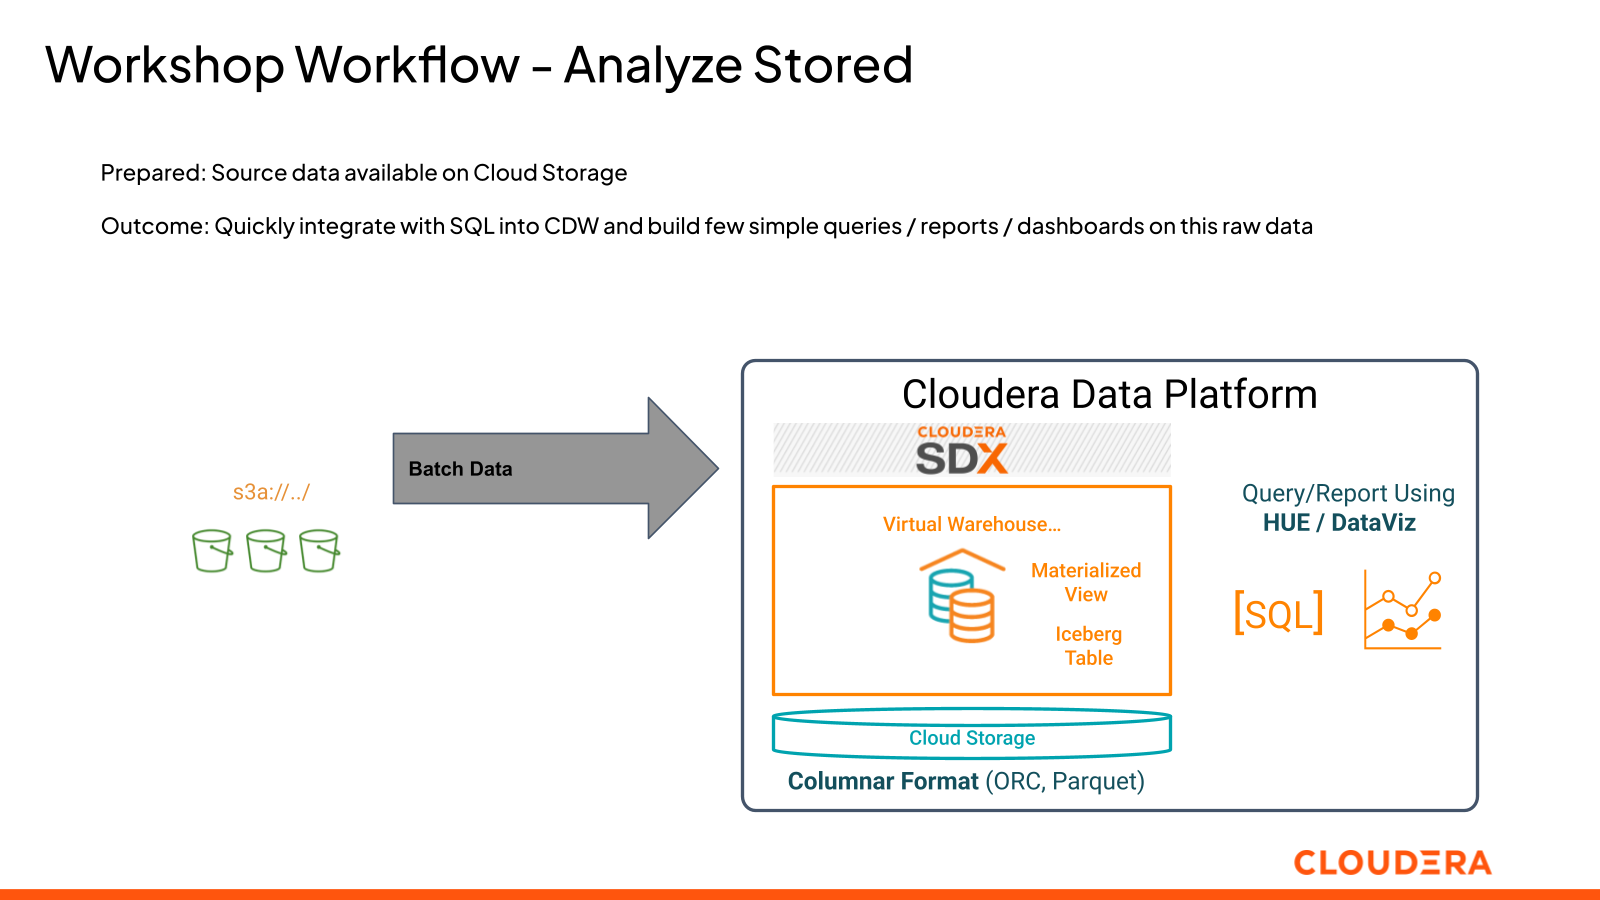 Workshop Workflow - Analyze Stored
Prepared: Source data available on Cloud Storage
Outcome: Quickly integrate with SQL into CDW and build few simple queries / reports / dashboards on this raw data
s3a://../
Batch Data
Cloudera Data Platform
CLOUDERA
SDX
Virtual Warehouse...
Materialized
View
Iceberg
Table
Cloud Storage
Columnar Format (ORC, Parquet)
Query/Report Using
HUE / DataViz
[SQL]
CLOUDERA